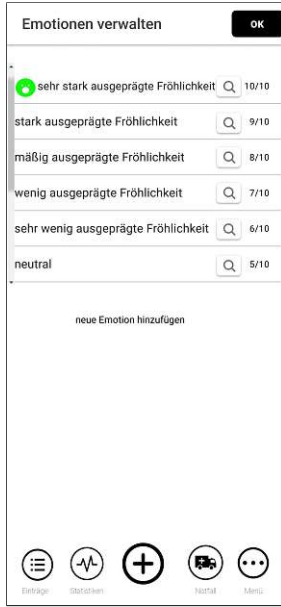 Emotionen verwalten
OK
sehr stark ausgeprägte Fröhlichkeit 10/10
stark ausgeprägte Fröhlichkeit 9/10
mäßig ausgeprägte Fröhlichkeit 8/10
wenig ausgeprägte Fröhlichkeit 7/10
sehr wenig ausgeprägte Fröhlichkeit 6/10
neutral 5/10
neue Emotion hinzufügen
Einträge Statistiken Notfall Menü